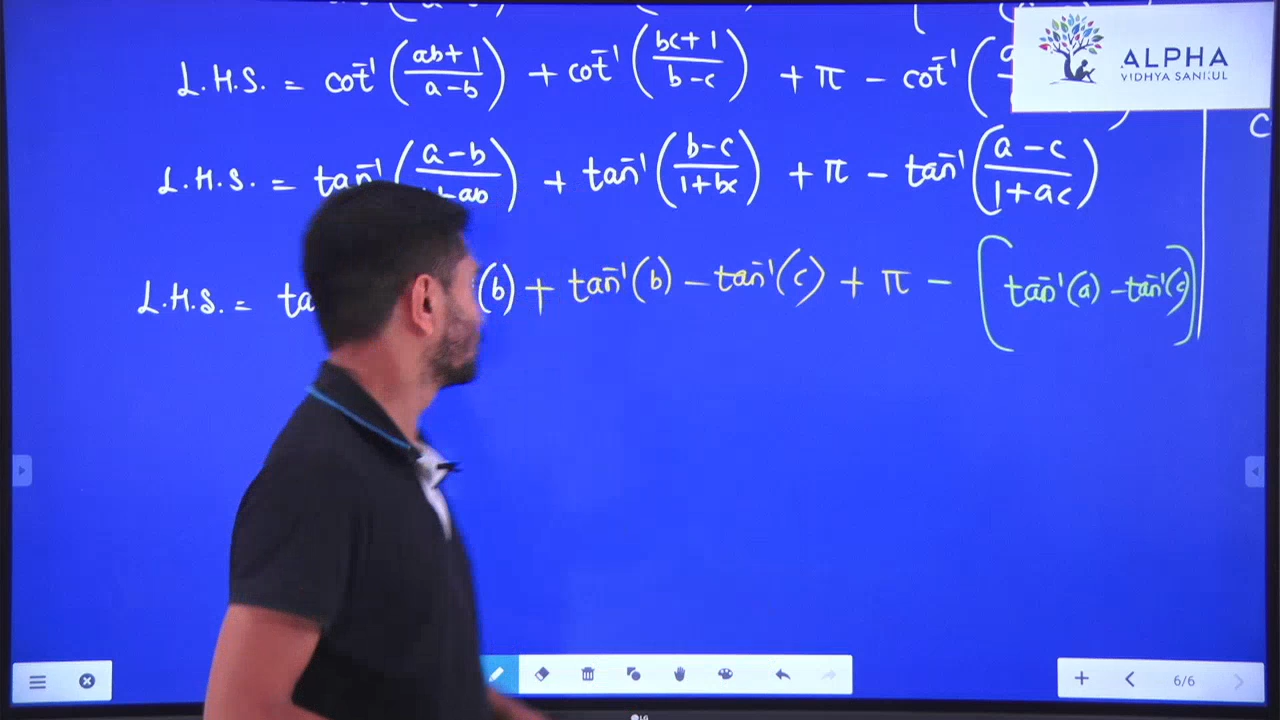 L.H.S. = cot⁻¹(ab+1/a-b) + cot⁻¹(bc+1/b-c) + π - cot⁻¹(
ALPHA
VIDHYA SANKUL
C
L.H.S. = tan⁻¹(a-b/1+ab) + tan⁻¹(b-c/1+bc) + π - tan⁻¹(a-c/1+ac)
L.H.S. = (b) + tan⁻¹(b) - tan⁻¹(c) + π - [tan⁻¹(a) - tan⁻¹(c)]
6/6
LG